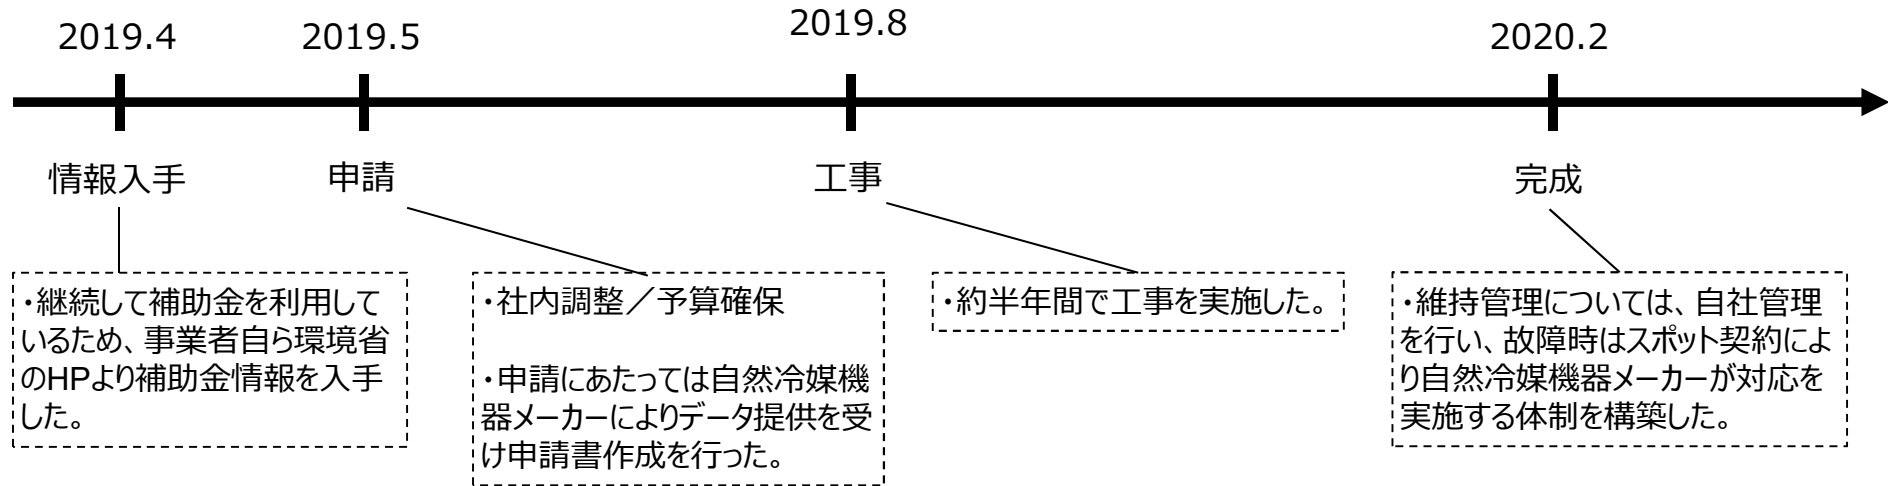 2019.4
2019.5
2019.8
2020.2
情報入手
申請
工事
完成
・継続して補助金を利用して
いるため、事業者自ら環境省
のHPより補助金情報を入手
した。
・社内調整／予算確保
・申請にあたっては自然冷媒機
器メーカーによりデータ提供を受
け申請書作成を行った。
・約半年間で工事を実施した。
・維持管理については、自社管理
を行い、故障時はスポット契約によ
り自然冷媒機器メーカーが対応を
実施する体制を構築した。